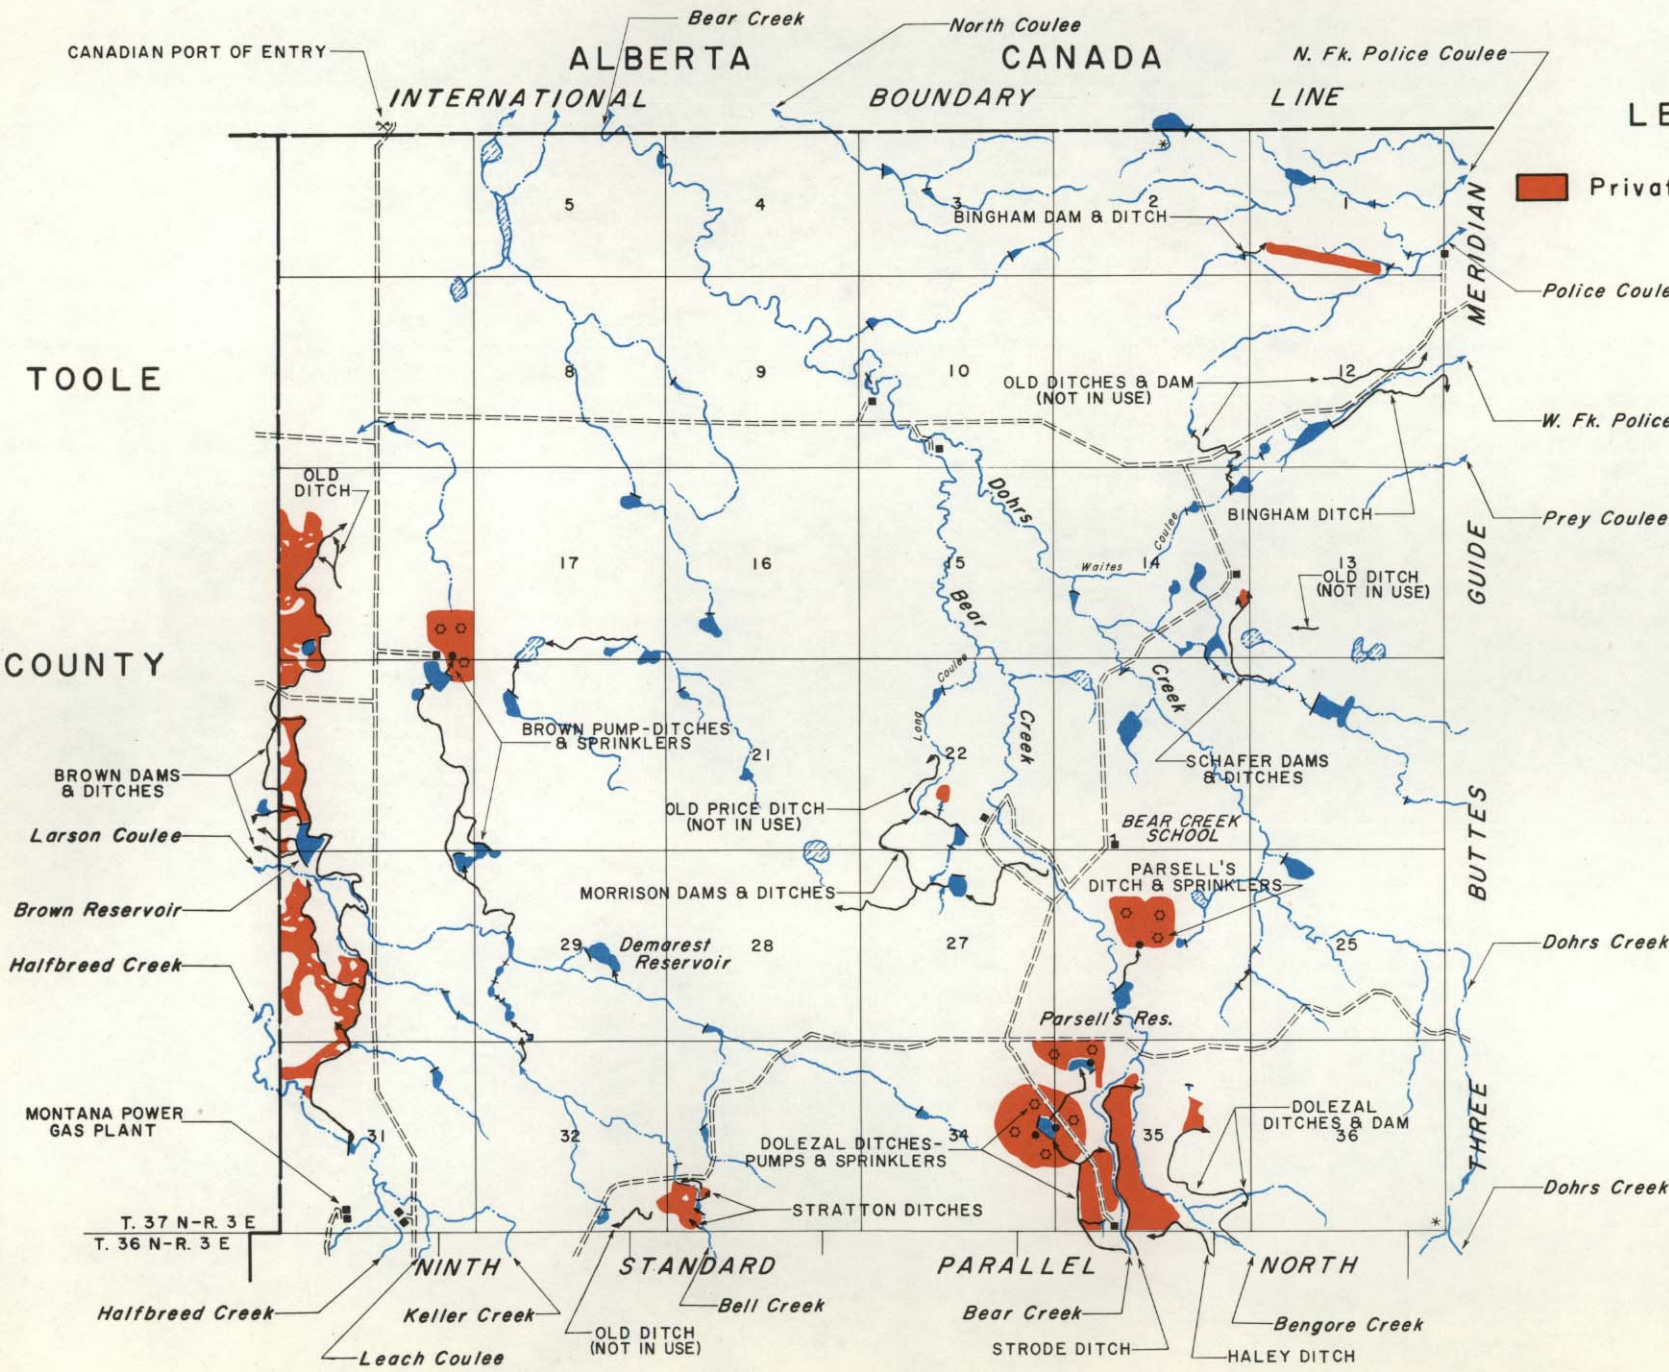 Bear Creek
North Coulee
CANADIAN PORT OF ENTRY
ALBERTA
CANADA
N. Fk. Police Coulee
INTERNATIONAL
BOUNDARY
LINE
LE
Privat
5
4
3
2
1
BINGHAM DAM & DITCH
MERIDIAN
Police Coule
TOOLE
8
9
10
OLD DITCHES & DAM
(NOT IN USE)
12
W. Fk. Police
OLD
DITCH
Dohrs
Coulee
BINGHAM DITCH
Prey Coulee
GUIDE
17
16
15
Waites
14
13
OLD DITCH
(NOT IN USE)
Bear
COUNTY
Coulee
Creek
Long
Creek
BROWN PUMP-DITCHES
& SPRINKLERS
21
22
SCHAFER DAMS
& DITCHES
BROWN DAMS
& DITCHES
OLD PRICE DITCH
(NOT IN USE)
BEAR CREEK
SCHOOL
BUTTES
Larson Coulee
PARSELL'S
DITCH & SPRINKLERS
MORRISON DAMS & DITCHES
Brown Reservoir
29
Demarest
Reservoir
28
27
25
Dohrs Creek
Halfbreed Creek
Parsell's Res.
MONTANA POWER
GAS PLANT
31
32
DOLEZAL DITCHES-
PUMPS & SPRINKLERS
34
35
DOLEZAL
DITCHES & DAM
36
THREE
Dohrs Creek
STRATTON DITCHES
T. 37 N-R. 3 E
T. 36 N-R. 3 E
NINTH
STANDARD
PARALLEL
NORTH
Halfbreed Creek
Keller Creek
Bell Creek
Bear Creek
Bengore Creek
OLD DITCH
(NOT IN USE)
STRODE DITCH
Leach Coulee
HALEY DITCH